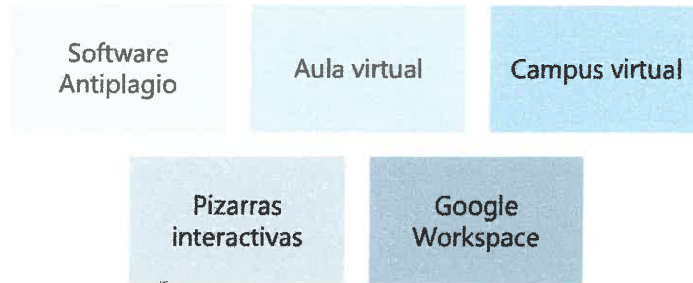 Software
Antiplagio
Aula virtual
Campus virtual
Pizarras
interactivas
Google
Workspace